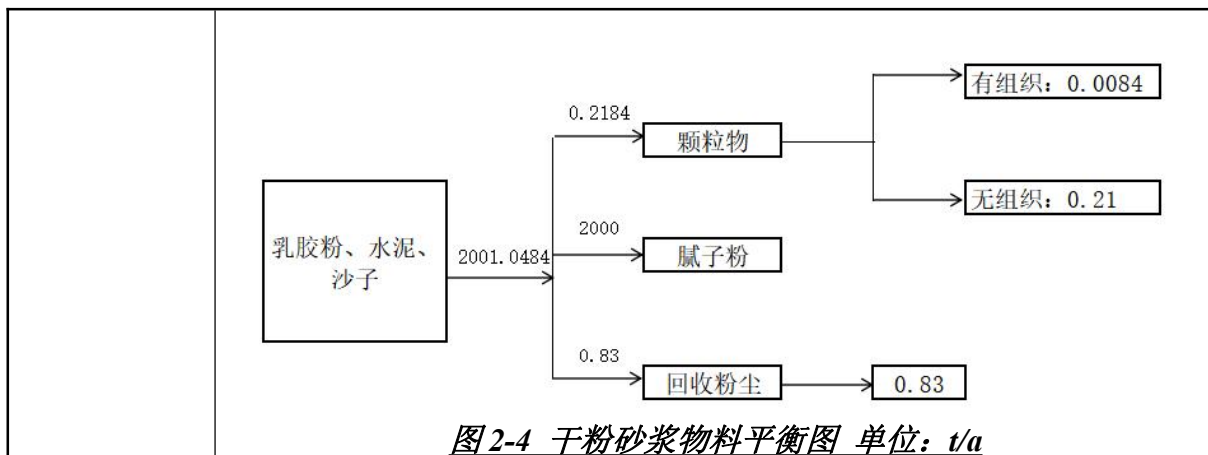 有组织：0.0084
0.2184
颗粒物
无组织：0.21
乳胶粉、水泥、
沙子
2001.0484
2000
腻子粉
0.83
回收粉尘
0.83
图 2-4 干粉砂浆物料平衡图 单位：t/a